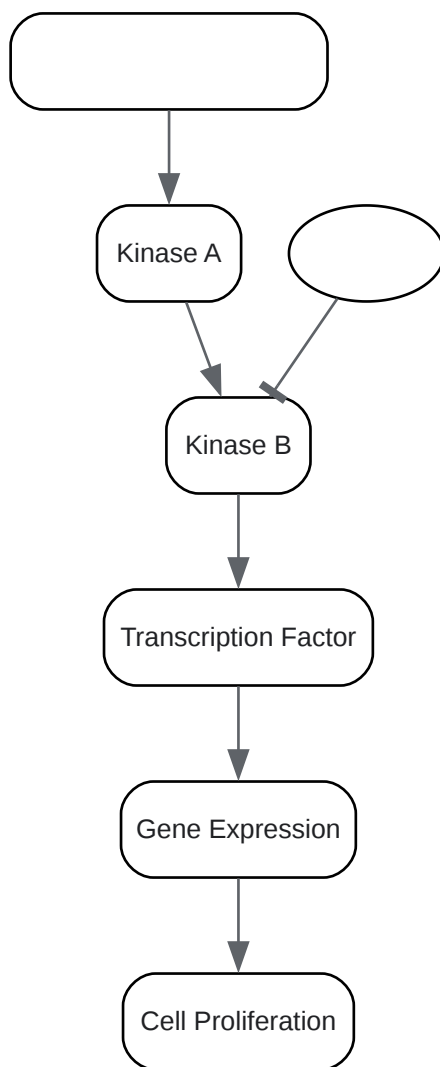 Kinase A
Kinase B
Transcription Factor
Gene Expression
Cell Proliferation